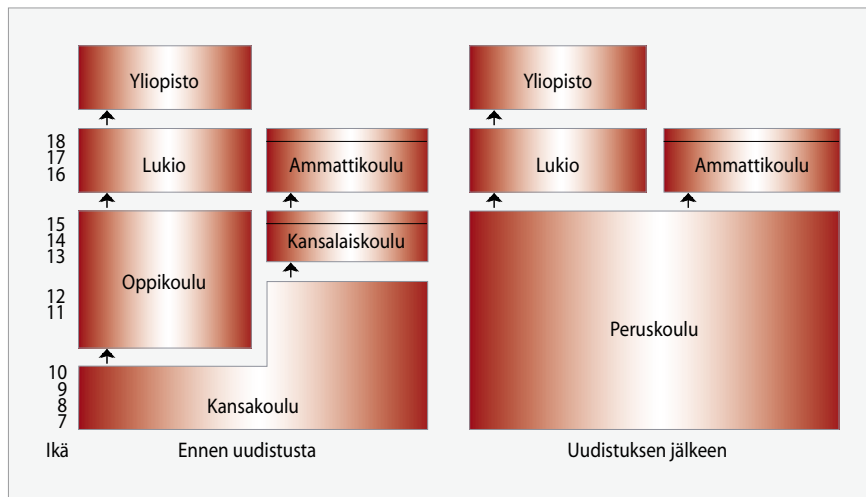 Yliopisto
Yliopisto
18
17
16
Lukio
Ammattikoulu
Lukio
Ammattikoulu
15
14
13
Kansalaiskoulu
12
11
Oppikoulu
Peruskoulu
10
9
8
7
Kansakoulu
Ikä
Ennen uudistusta
Uudistuksen jälkeen